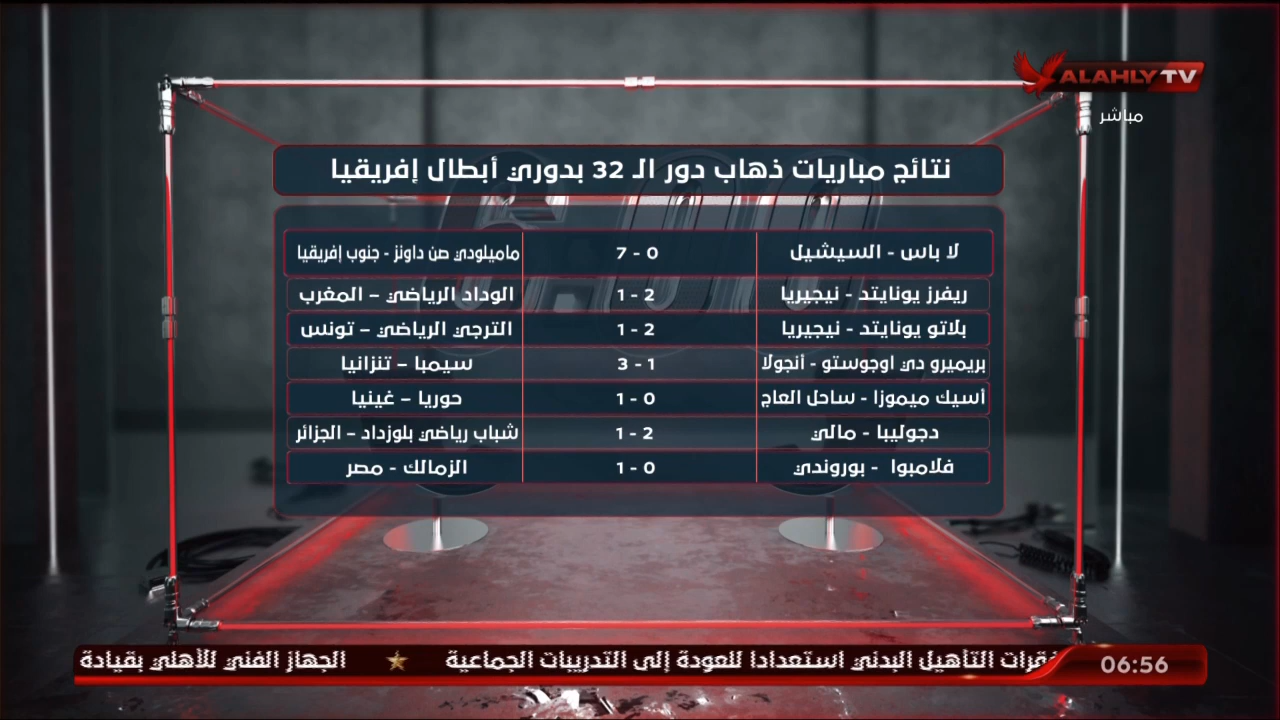 ALAHLY TV
مباشر
نتائج مباريات ذهاب دور الـ 32 بدوري أبطال إفريقيا
لا باس - السيشيل 7 - 0 ماميلودي صن داونز - جنوب إفريقيا
ريفرز يونايتد - نيجيريا 1 - 2 الوداد الرياضي – المغرب
بلاتو يونايتد - نيجيريا 1 - 2 الترجي الرياضي – تونس
بريميرو دي اوجوستو - أنجولا 3 - 1 سيمبا – تنزانيا
أسيك ميموزا - ساحل العاج 1 - 0 حوريا – غينيا
دجوليبا - مالي 1 - 2 شباب رياضي بلوزداد – الجزائر
فلامبوا - بوروندي 1 - 0 الزمالك - مصر
06:56 فقرات التأهيل البدني استعدادا للعودة إلى التدريبات الجماعية الجهاز الفني للأهلي بقيادة